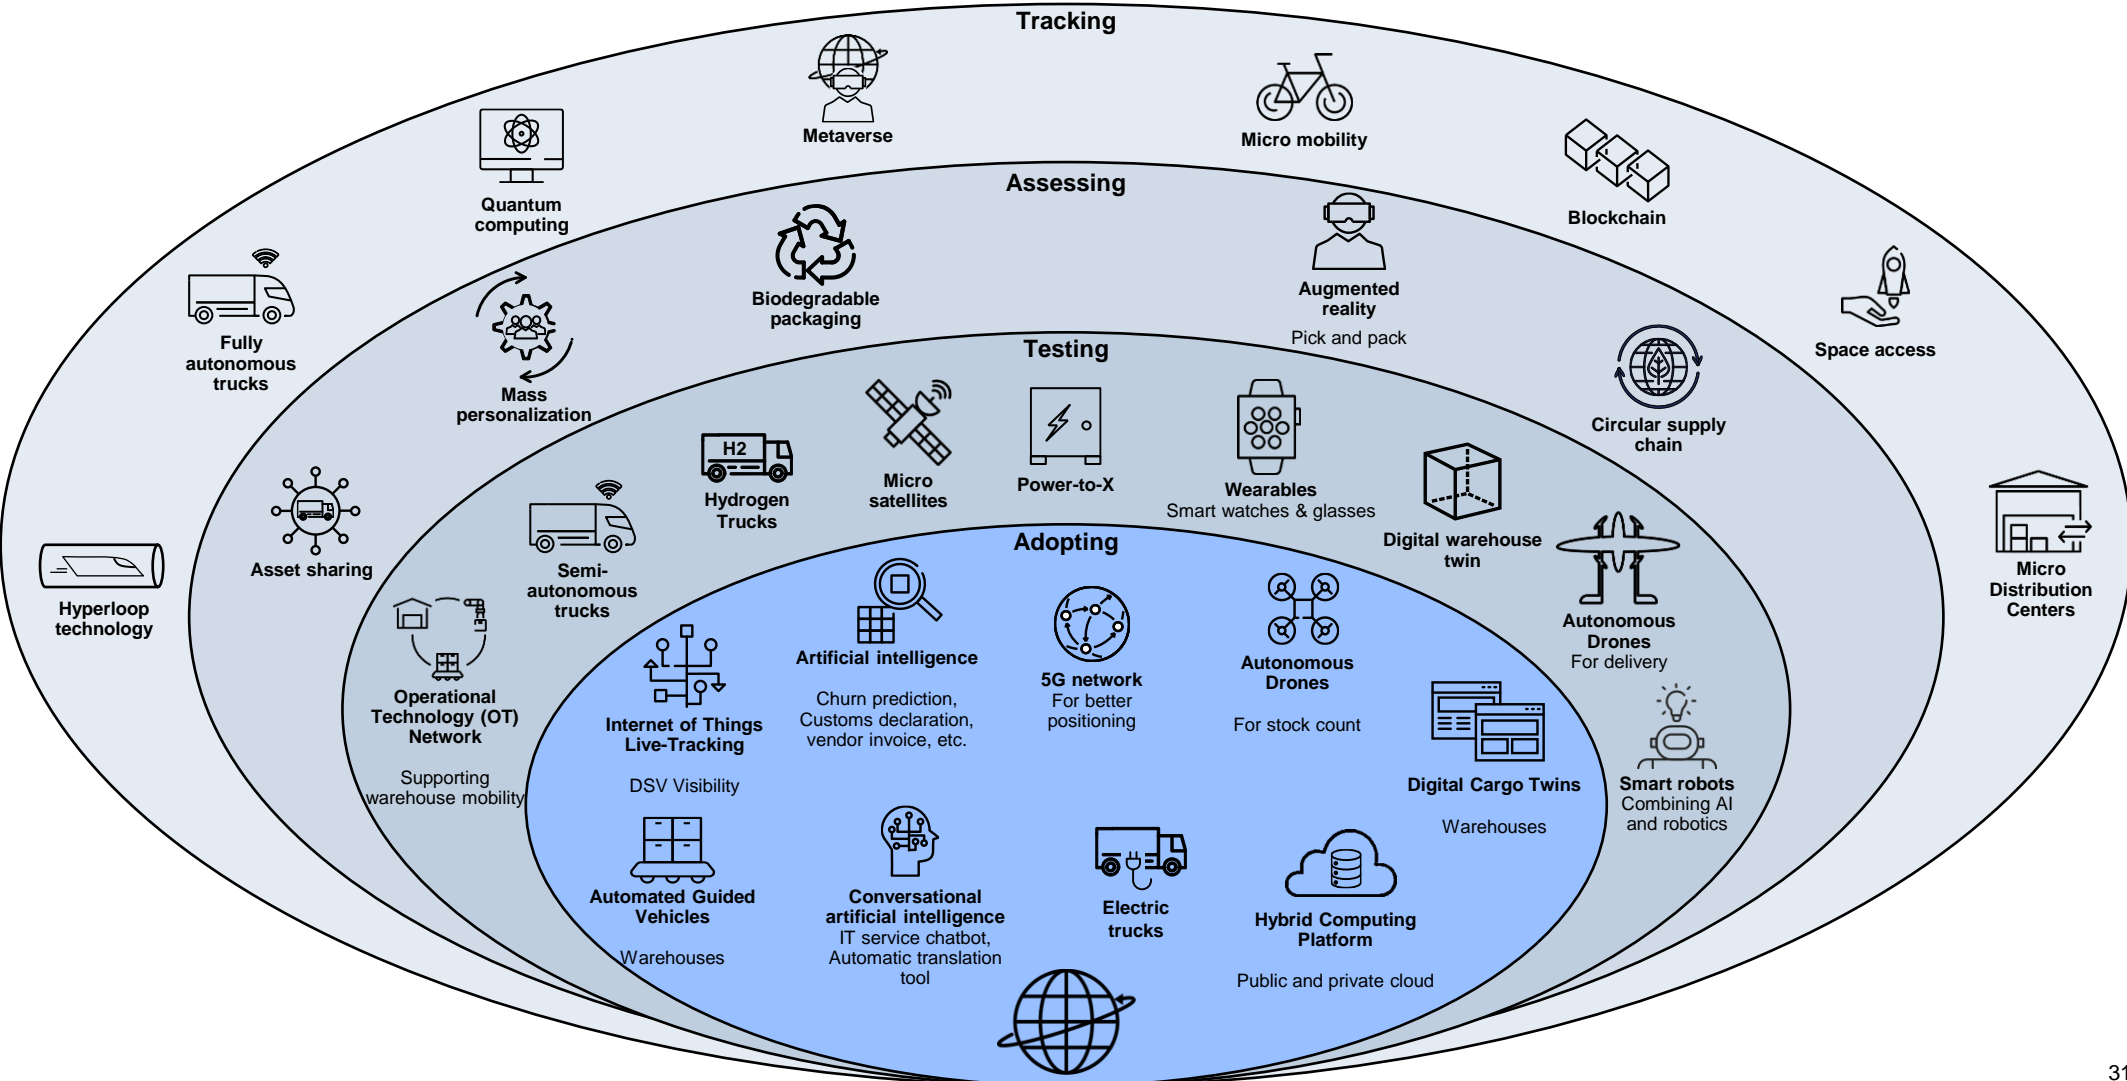 Tracking
Metaverse
Micro mobility
Quantum
computing
Blockchain
Fully
autonomous
trucks
Space access
Hyperloop
technology
Micro
Distribution
Centers
Assessing
Biodegradable
packaging
Augmented
reality
Pick and pack
Mass
personalization
Circular supply
chain
Asset sharing
Testing
H2
Hydrogen
Trucks
Micro
satellites
Power-to-X
Wearables
Smart watches & glasses
Digital warehouse
twin
Semi-
autonomous
trucks
Autonomous
Drones
For delivery
Operational
Technology (OT)
Network
Supporting
warehouse mobility
Smart robots
Combining AI
and robotics
Adopting
Artificial intelligence
Churn prediction,
Customs declaration,
vendor invoice, etc.
5G network
For better
positioning
Autonomous
Drones
For stock count
Internet of Things
Live-Tracking
DSV Visibility
Digital Cargo Twins
Warehouses
Automated Guided
Vehicles
Warehouses
Conversational
artificial intelligence
IT service chatbot,
Automatic translation
tool
Electric
trucks
Hybrid Computing
Platform
Public and private cloud
31